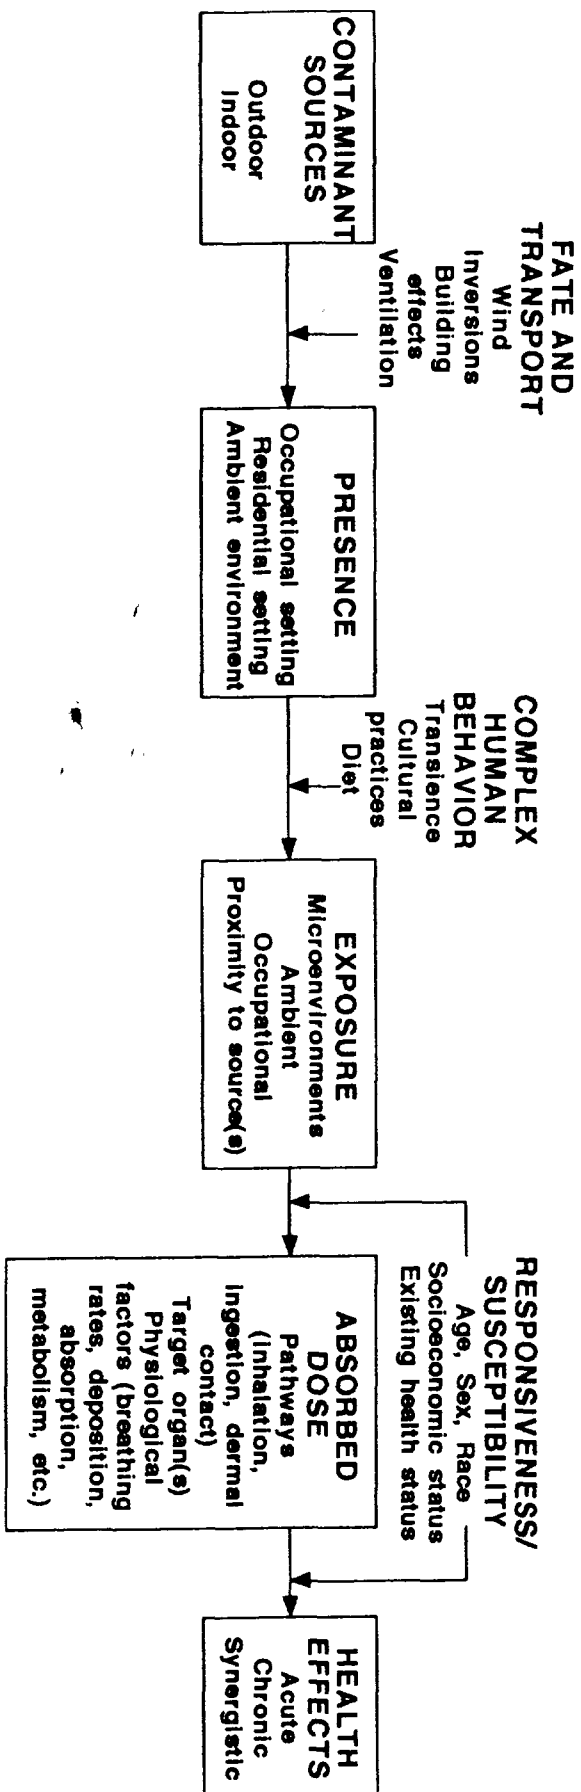 CONTAMINANT
SOURCES
Outdoor
Indoor
FATE AND
TRANSPORT
Wind
Inversions
Building
effects
Ventilation
PRESENCE
Occupational setting
Residential setting
Ambient environment
COMPLEX
HUMAN
BEHAVIOR
Transience
Cultural
practices
Diet
EXPOSURE
Microenvironments
Ambient
Occupational
Proximity to source(s)
RESPONSIVENESS/
SUSCEPTIBILITY
Age, Sex, Race
Socioeconomic status
Existing health status
ABSORBED
DOSE
Pathways
(inhalation,
ingestion, dermal
contact)
Target organ(s)
Physiological
factors (breathing
rates, deposition,
absorption,
metabolism, etc.)
HEALTH
EFFECTS
Acute
Chronic
Synergistic